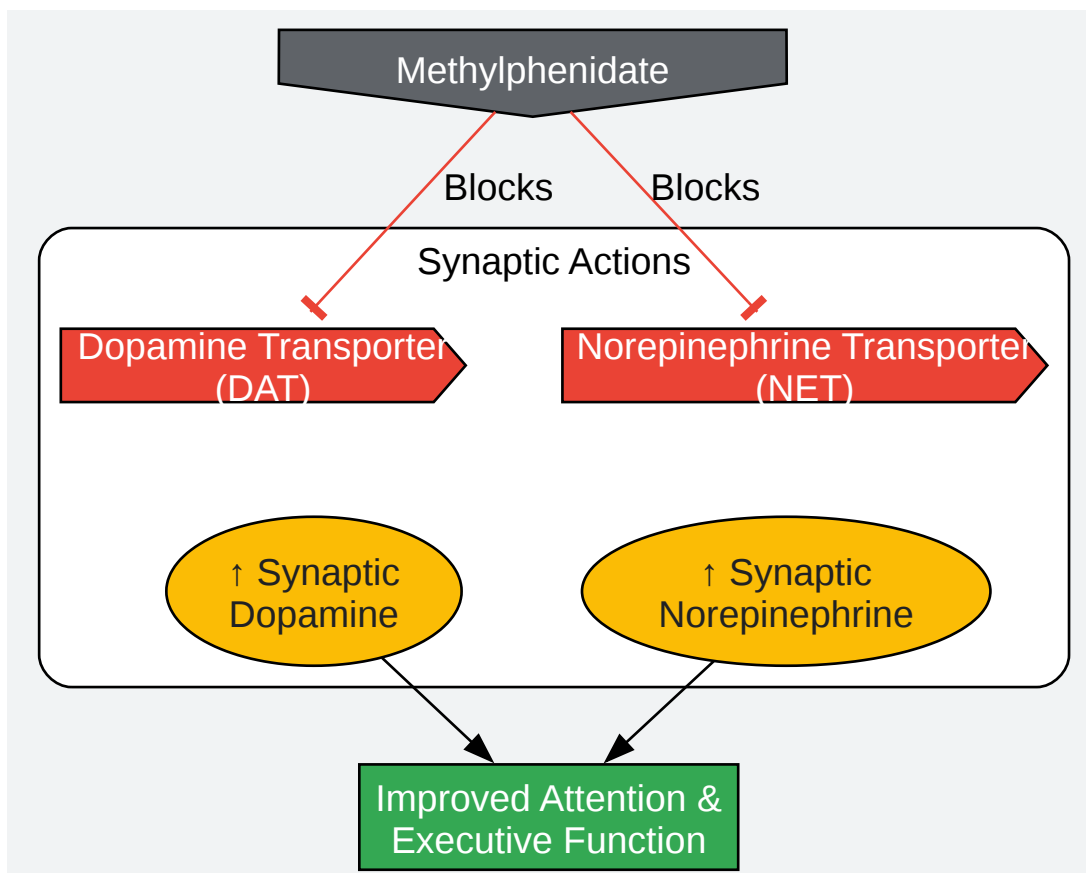 Methylphenidate
Blocks
Blocks
Synaptic Actions
Dopamine Transporter
(DAT)
Norepinephrine Transporter
(NET)
↑ Synaptic
Dopamine
↑ Synaptic
Norepinephrine
Improved Attention &
Executive Function